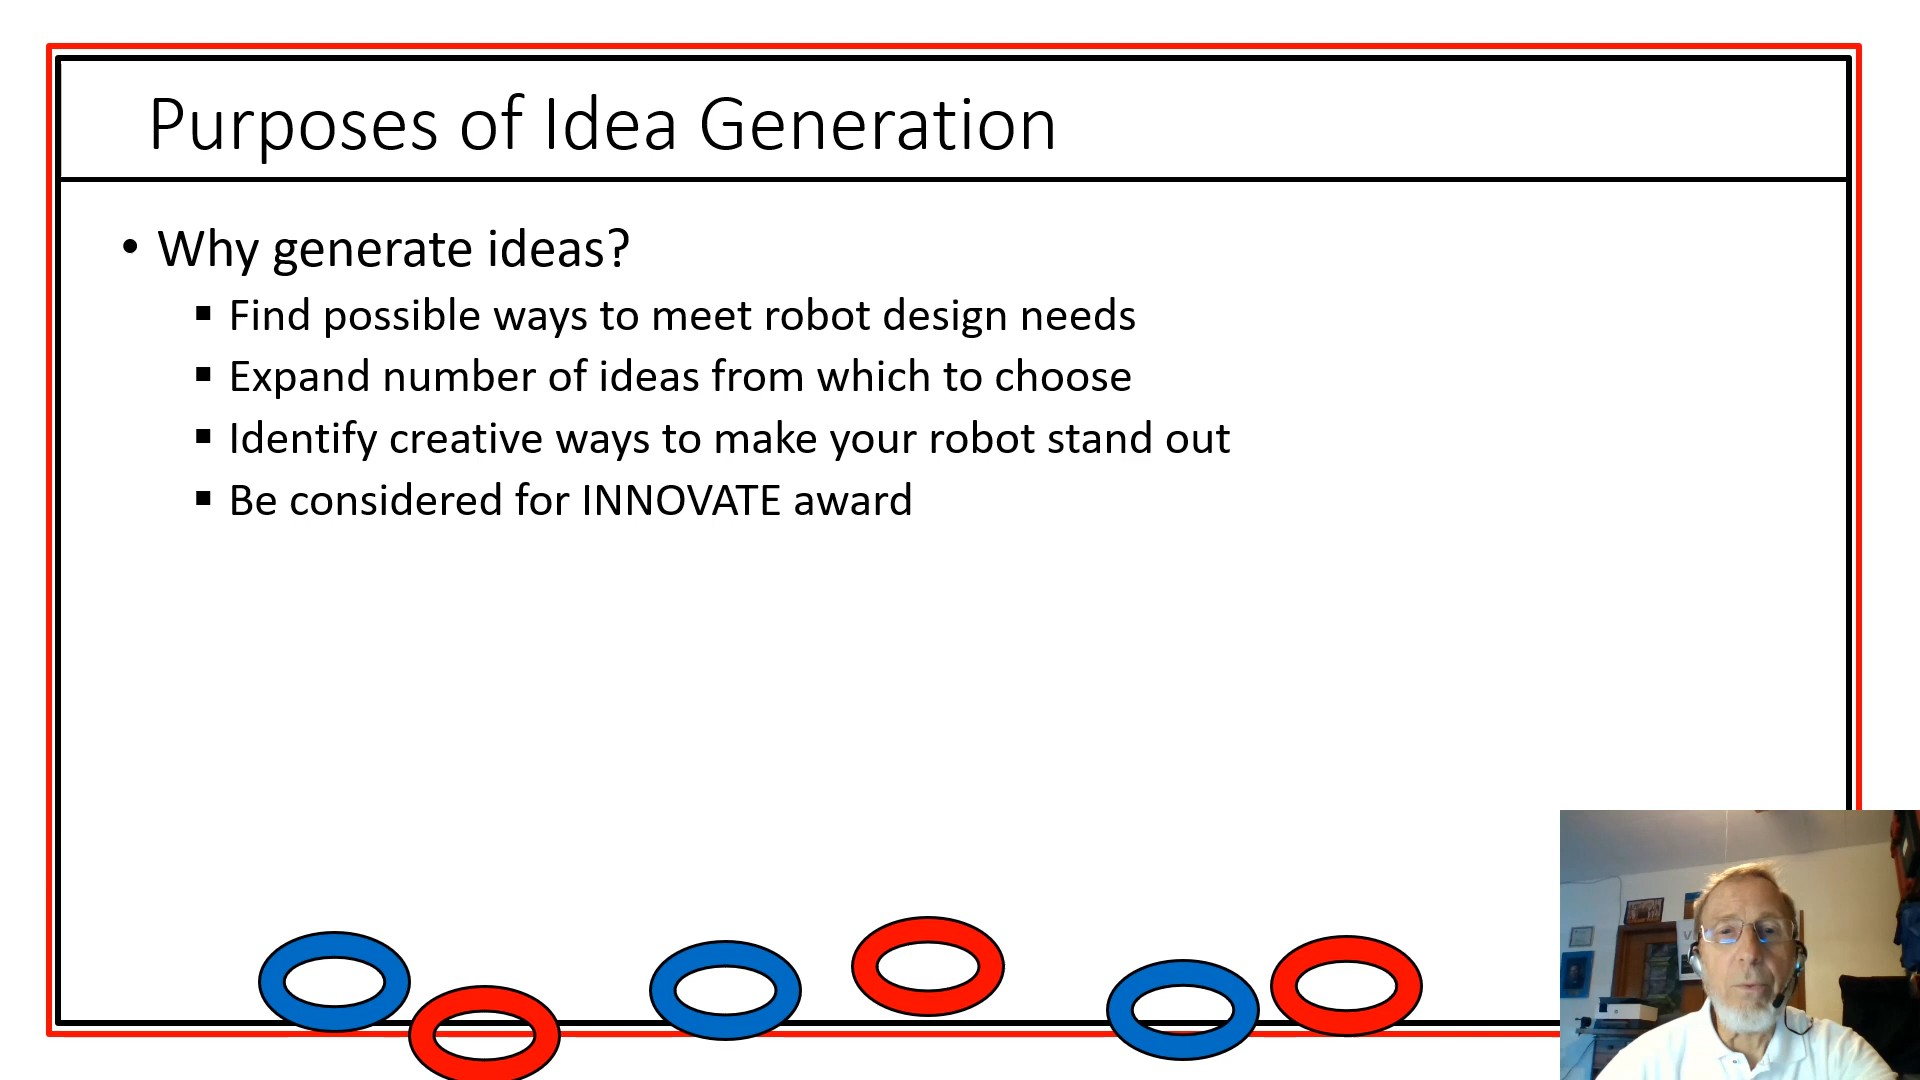 Purposes of Idea Generation
• Why generate ideas?
▪ Find possible ways to meet robot design needs
▪ Expand number of ideas from which to choose
▪ Identify creative ways to make your robot stand out
▪ Be considered for INNOVATE award